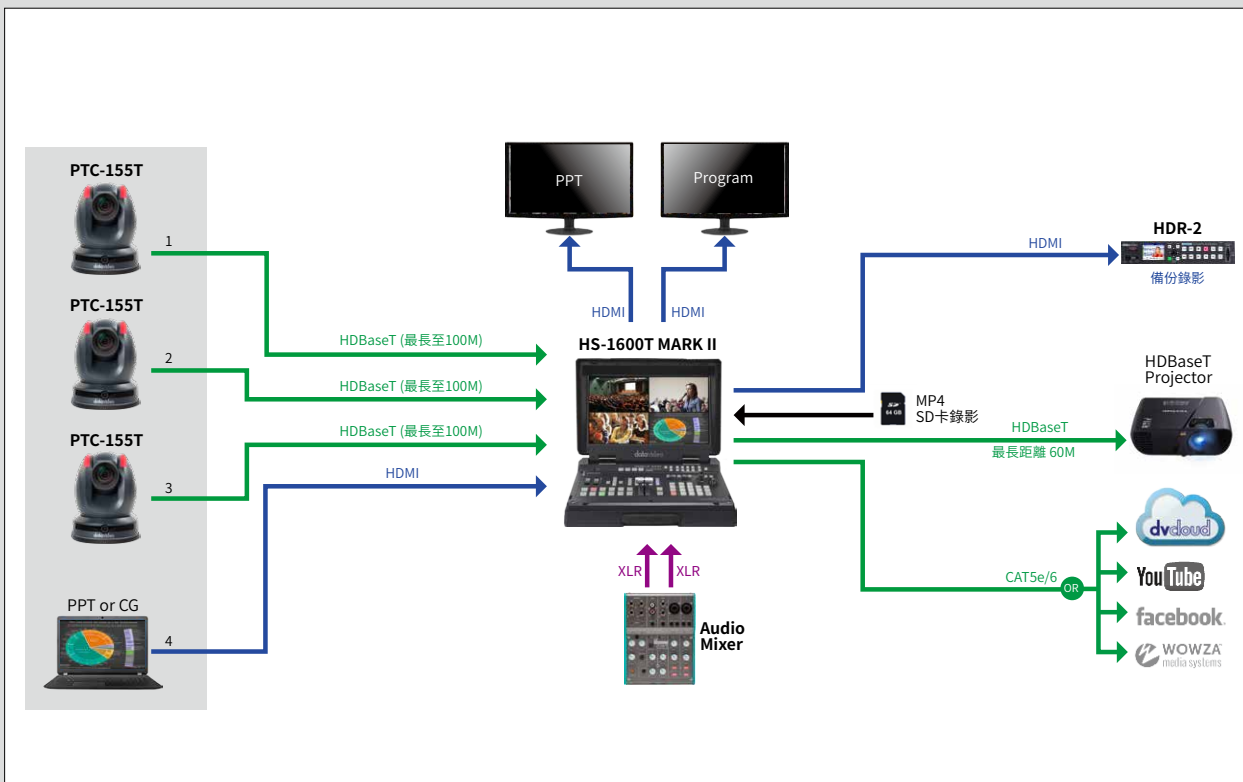 PTC-155T
1
PTC-155T
2
PTC-155T
3
PPT or CG
4
HDBaseT (最長至100M)
HDBaseT (最長至100M)
HDBaseT (最長至100M)
HDMI
PPT
Program
HDMI
HDMI
HS-1600T MARK II
datavideo
XLR
XLR
Audio
Mixer
HDMI
HDR-2
備份錄影
64 GB
MP4
SD卡錄影
HDBaseT
最長距離 60M
HDBaseT
Projector
CAT5e/6
OR
dvcloud
YouTube
facebook.
WOWZA
media systems